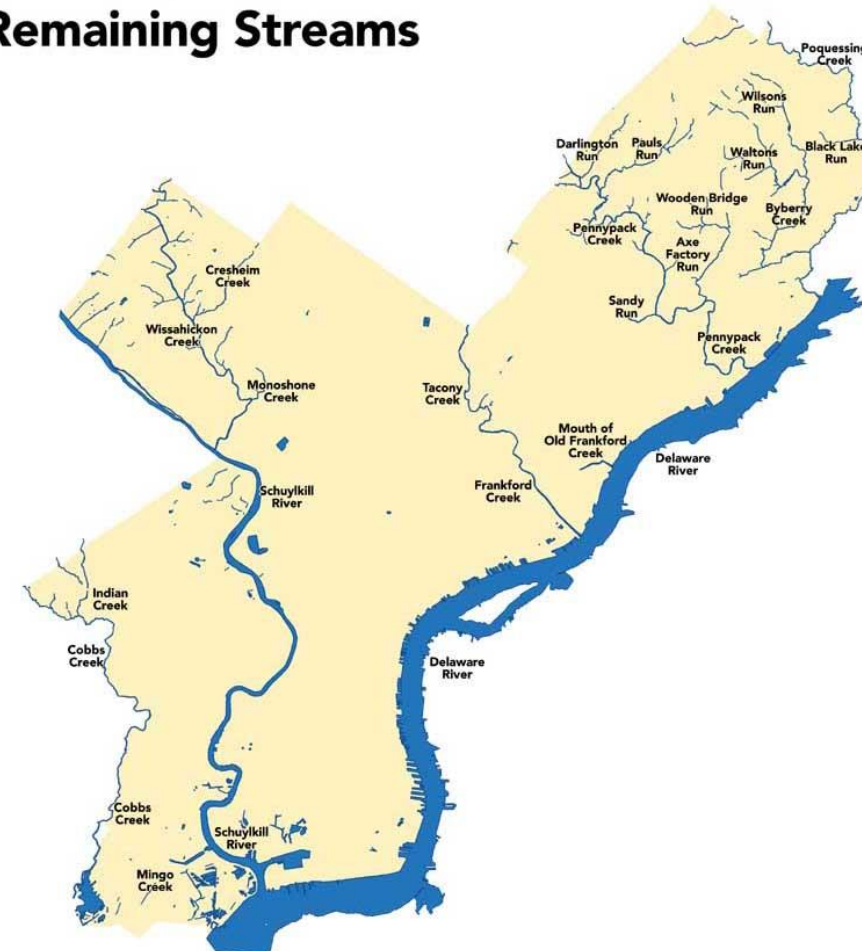 Remaining Streams
Poquessing
Creek
Wilsons
Run
Darlington
Run
Pauls
Run
Waltons
Run
Black Lake
Run
Wooden Bridge
Run
Byberry
Creek
Pennypack
Creek
Axe
Factory
Run
Cresheim
Creek
Sandy
Run
Wissahickon
Creek
Pennypack
Creek
Monoshone
Creek
Tacony
Creek
Mouth of
Old Frankford
Creek
Delaware
River
Frankford
Creek
Schuylkill
River
Indian
Creek
Cobbs
Creek
Delaware
River
Cobbs
Creek
Schuylkill
River
Mingo
Creek